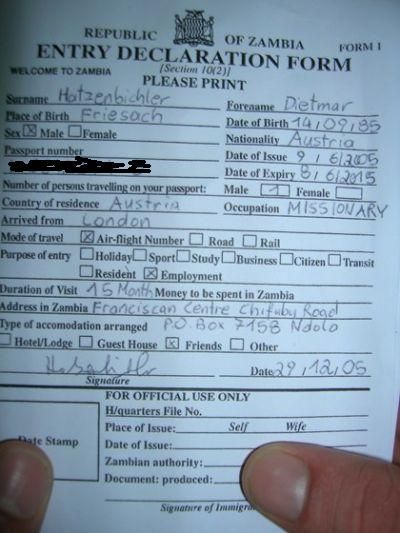 REPUBLIC OF ZAMBIA FORM 1
ENTRY DECLARATION FORM
WELCOME TO ZAMBIA [Section 10(2)]
PLEASE PRINT
Surname Hatzenbichler Forename Dietmar
Place of Birth Friesach Date of Birth 14,09,85
Sex Male Female Nationality Austria
Passport number Date of Issue 9, 6/2005
Date of Expiry 8, 6/2015
Number of persons travelling on your passport: Male 1 Female
Country of residence Austria Occupation MISSIONARY
Arrived from London
Mode of travel Air-flight Number Road Rail
Purpose of entry Holiday Sport Study Business Citizen Transit
Resident Employment
Duration of Visit 15 Month Money to be spent in Zambia
Address in Zambia Franciscan Centre Chifubu Road
Type of accomodation arranged P.O. Box 7158 Ndola
Hotel/Lodge Guest House Friends Other
Date 29,12,05
Signature
FOR OFFICIAL USE ONLY
H/quarters File No.
Place of Issue: Self Wife
Date Stamp Date of Issue:
Zambian authority:
Document: produced:
Signature of